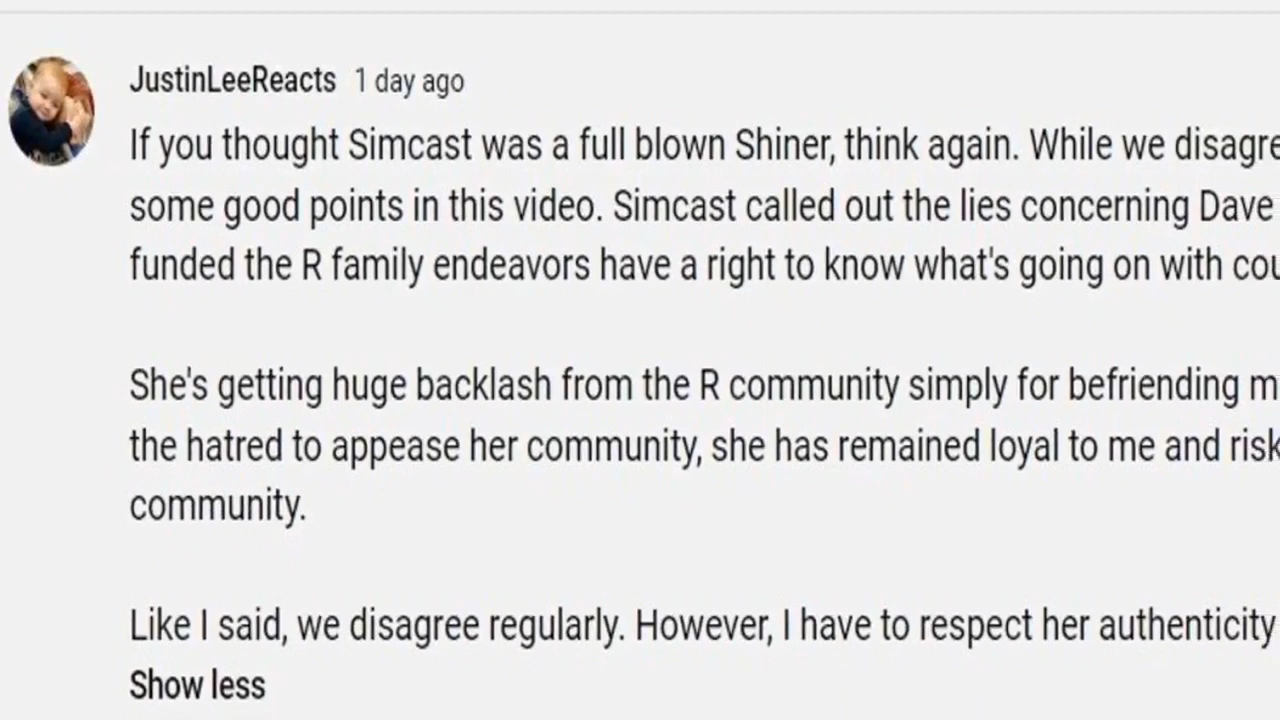 JustinLeeReacts 1 day ago
If you thought Simcast was a full blown Shiner, think again. While we disagre
some good points in this video. Simcast called out the lies concerning Dave
funded the R family endeavors have a right to know what's going on with cou
She's getting huge backlash from the R community simply for befriending m
the hatred to appease her community, she has remained loyal to me and risk
community.
Like I said, we disagree regularly. However, I have to respect her authenticity
Show less